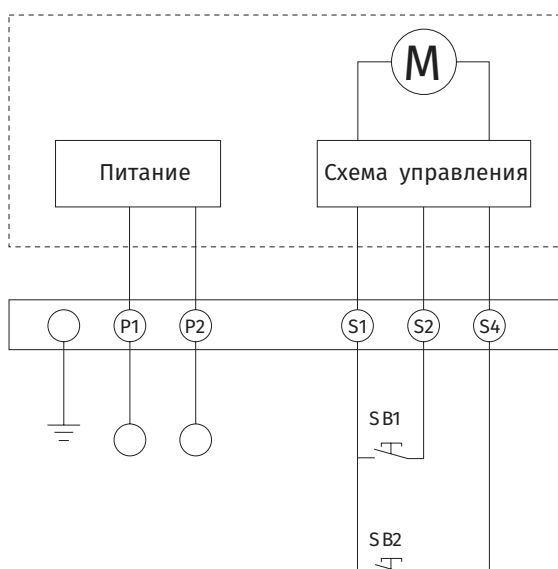 M
Питание
Схема управления
P1 P2 S1 S2 S4
SB1
SB2